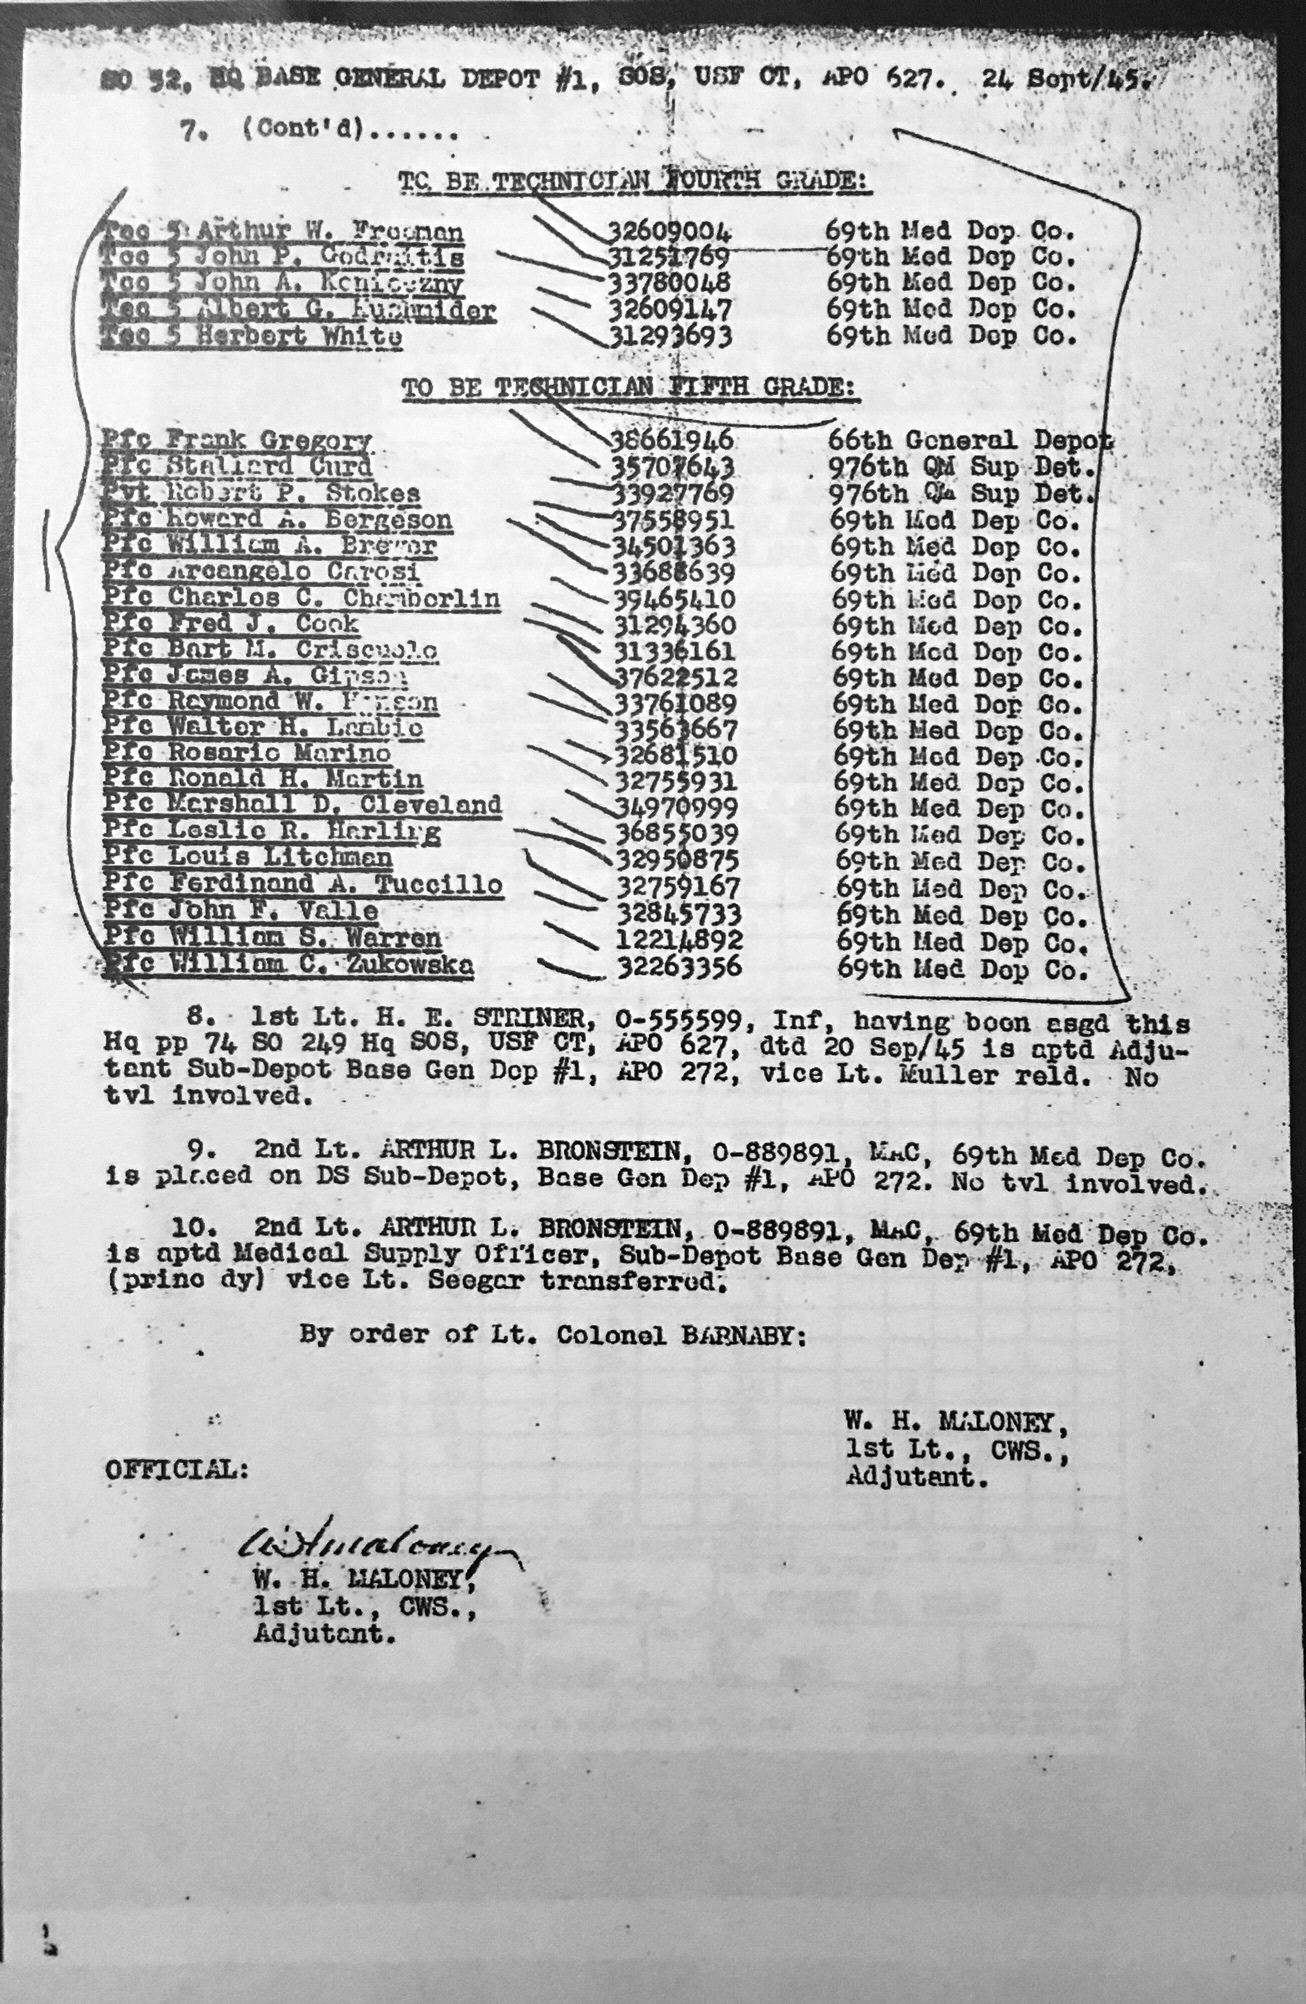 SO 52, HQ BASE GENERAL DEPOT #1, SOS, USF CT, APO 627. 24 Sept/45.
7. (Cont'd)......
TO BE TECHNICIAN FOURTH GRADE:
Tec 5 Arthur W. Freeman 32609004 69th Med Dep Co.
Tec 5 John P. 31251769 69th Med Dep Co.
Tec 5 John A. 33780048 69th Med Dep Co.
Tec 5 Albert G. 32609147 69th Med Dep Co.
Tec 5 Herbert White 31293693 69th Med Dep Co.
TO BE TECHNICIAN FIFTH GRADE:
Pfc Frank Gregory 38661946 66th General Depot
Pfc Stallard Curd 35707643 976th QM Sup Det.
Pvt Robert P. Stokes 33927769 976th QM Sup Det.
Pfc Howard A. Bergeson 37558951 69th Med Dep Co.
Pfc William A. Brewer 34501363 69th Med Dep Co.
Pfc Arcangelo Carosi 33688639 69th Med Dep Co.
Pfc Charles C. Chamberlin 39465410 69th Med Dep Co.
Pfc Fred J. Cook 31294360 69th Med Dep Co.
Pfc Bart M. Criscuolo 31336161 69th Med Dep Co.
Pfc James A. Gipson 37622512 69th Med Dep Co.
Pfc Raymond W. 33761089 69th Med Dep Co.
Pfc Walter H. Lambie 33563667 69th Med Dep Co.
Pfc Rosario Marino 32681510 69th Med Dep Co.
Pfc Ronald H. Martin 32755931 69th Med Dep Co.
Pfc Marshall D. Cleveland 34970999 69th Med Dep Co.
Pfc Leslie R. Harling 36855039 69th Med Dep Co.
Pfc Louis Litchman 32950875 69th Med Dep Co.
Pfc Ferdinand A. Tuccillo 32759167 69th Med Dep Co.
Pfc John F. Valle 32845733 69th Med Dep Co.
Pfc William S. Warren 12214892 69th Med Dep Co.
Pfc William C. Zukowska 32263356 69th Med Dep Co.
8. 1st Lt. H. E. STRINER, O-555599, Inf, having been asgd this
Hq pp 74 SO 249 Hq SOS, USF CT, APO 627, dtd 20 Sep/45 is aptd Adju-
tant Sub-Depot Base Gen Dep #1, APO 272, vice Lt. Muller reld. No
tvl involved.
9. 2nd Lt. ARTHUR L. BRONSTEIN, O-889891, MAC, 69th Med Dep Co.
is placed on DS Sub-Depot, Base Gen Dep #1, APO 272. No tvl involved.
10. 2nd Lt. ARTHUR L. BRONSTEIN, O-889891, MAC, 69th Med Dep Co.
is aptd Medical Supply Officer, Sub-Depot Base Gen Dep #1, APO 272,
(princ dy) vice Lt. Seegar transferred.
By order of Lt. Colonel BARNABY:
W. H. MALONEY,
1st Lt., CWS.,
Adjutant.
OFFICIAL:
W H Maloney
W. H. MALONEY,
1st Lt., CWS.,
Adjutant.